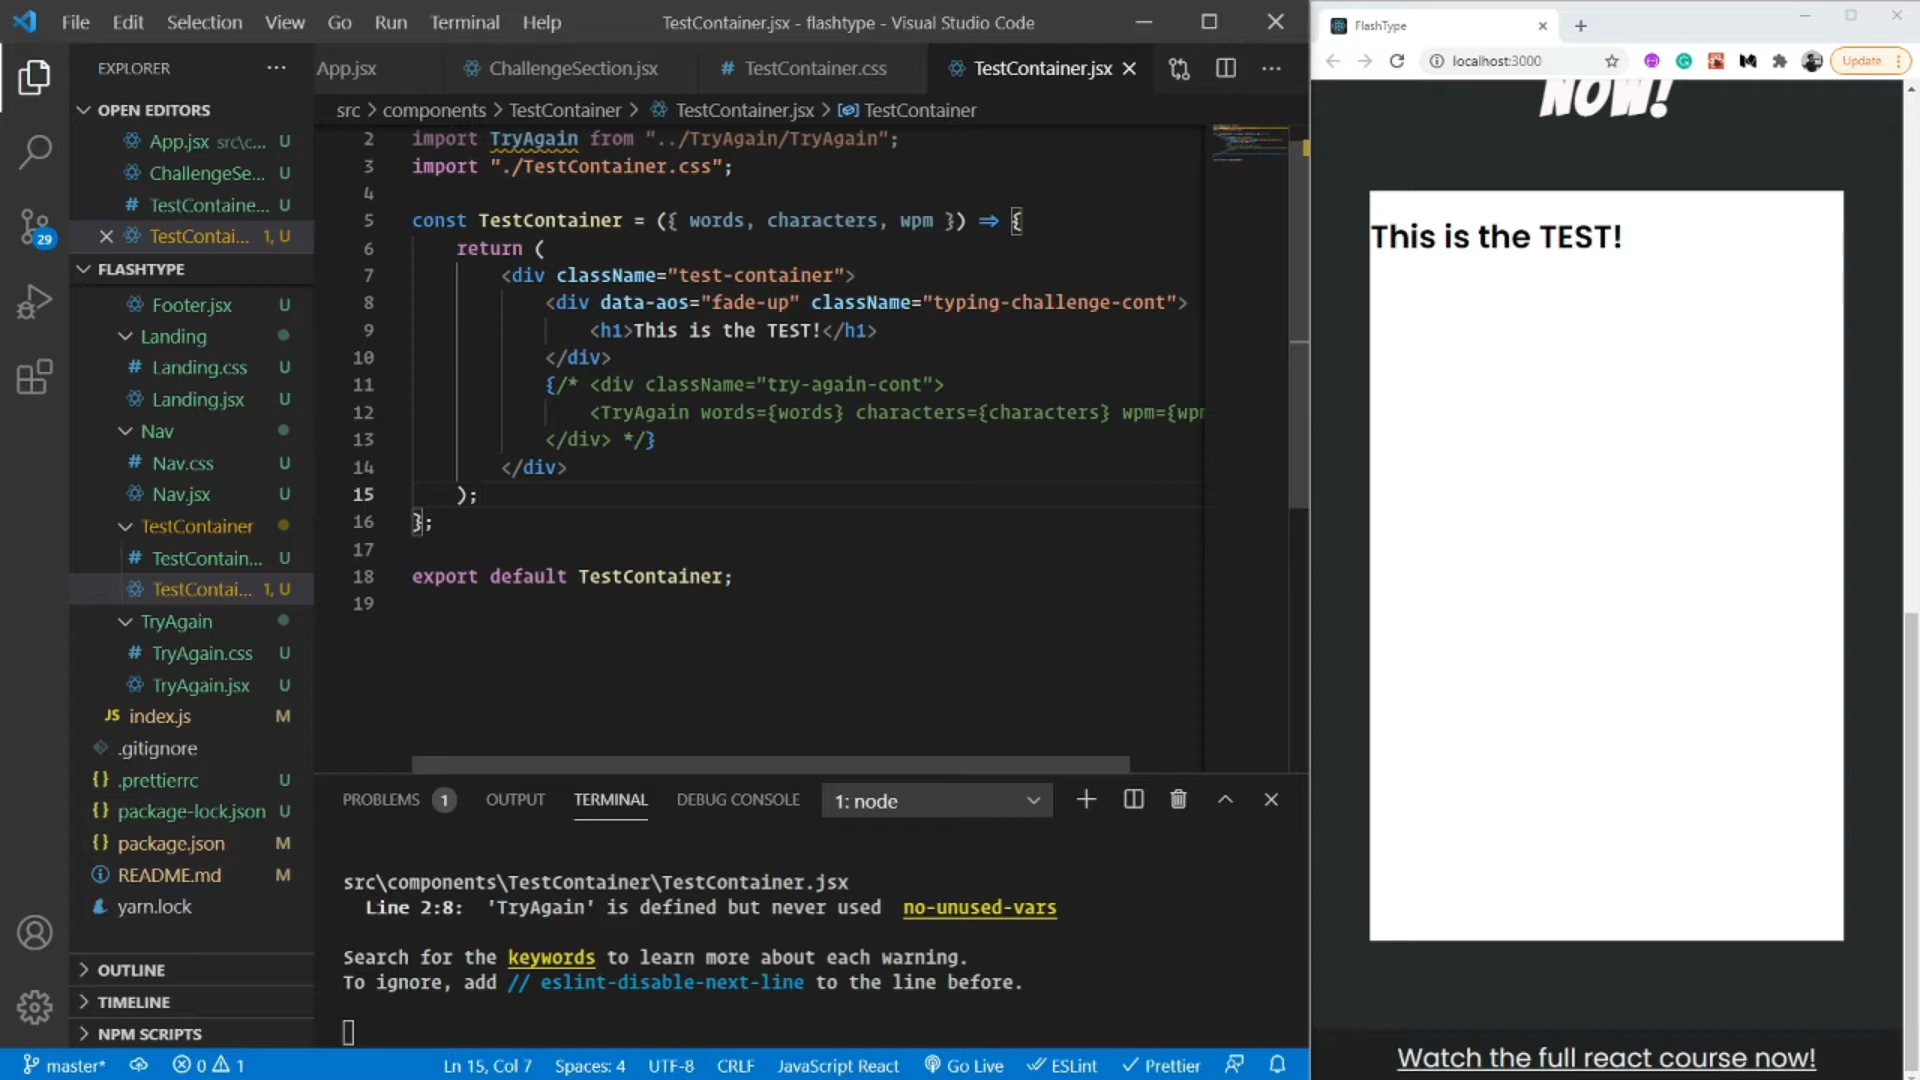 File Edit Selection View Go Run Terminal Help
TestContainer.jsx - flashtype - Visual Studio Code
EXPLORER
OPEN EDITORS
App.jsx src\c... U
ChallengeSe... U
TestContaine... U
TestContai... 1, U
FLASHTYPE
Footer.jsx U
Landing
Landing.css U
Landing.jsx U
Nav
Nav.css U
Nav.jsx U
TestContainer
TestContain... U
TestContai... 1, U
TryAgain
TryAgain.css U
TryAgain.jsx U
JS index.js M
.gitignore
.prettierrc U
package-lock.json U
package.json M
README.md M
yarn.lock
OUTLINE
TIMELINE
NPM SCRIPTS
29
App.jsx ChallengeSection.jsx # TestContainer.css TestContainer.jsx
src > components > TestContainer > TestContainer.jsx > TestContainer
2 import TryAgain from "../TryAgain/TryAgain";
3 import "./TestContainer.css";
4
5 const TestContainer = ({ words, characters, wpm }) => {
6 return (
7 <div className="test-container">
8 <div data-aos="fade-up" className="typing-challenge-cont">
9 <h1>This is the TEST!</h1>
10 </div>
11 {/* <div className="try-again-cont">
12 <TryAgain words={words} characters={characters} wpm={wpm
13 </div> */}
14 </div>
15 );
16 };
17
18 export default TestContainer;
19
PROBLEMS 1 OUTPUT TERMINAL DEBUG CONSOLE 1: node
src\components\TestContainer\TestContainer.jsx
Line 2:8: 'TryAgain' is defined but never used no-unused-vars
Search for the keywords to learn more about each warning.
To ignore, add // eslint-disable-next-line to the line before.
master* 0 1 Ln 15, Col 7 Spaces: 4 UTF-8 CRLF JavaScript React Go Live ESLint Prettier
FlashType
localhost:3000
Update
NOW!
This is the TEST!
Watch the full react course now!